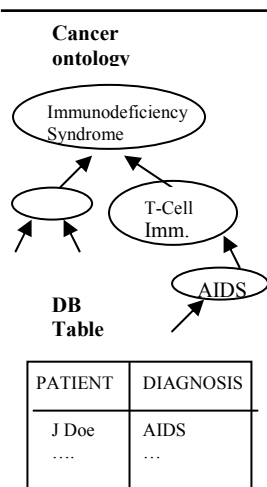 Cancer
ontology
Immunodeficiency
Syndrome
T-Cell
Imm.
AIDS
DB
Table
PATIENT DIAGNOSIS
J Doe AIDS
.... ...